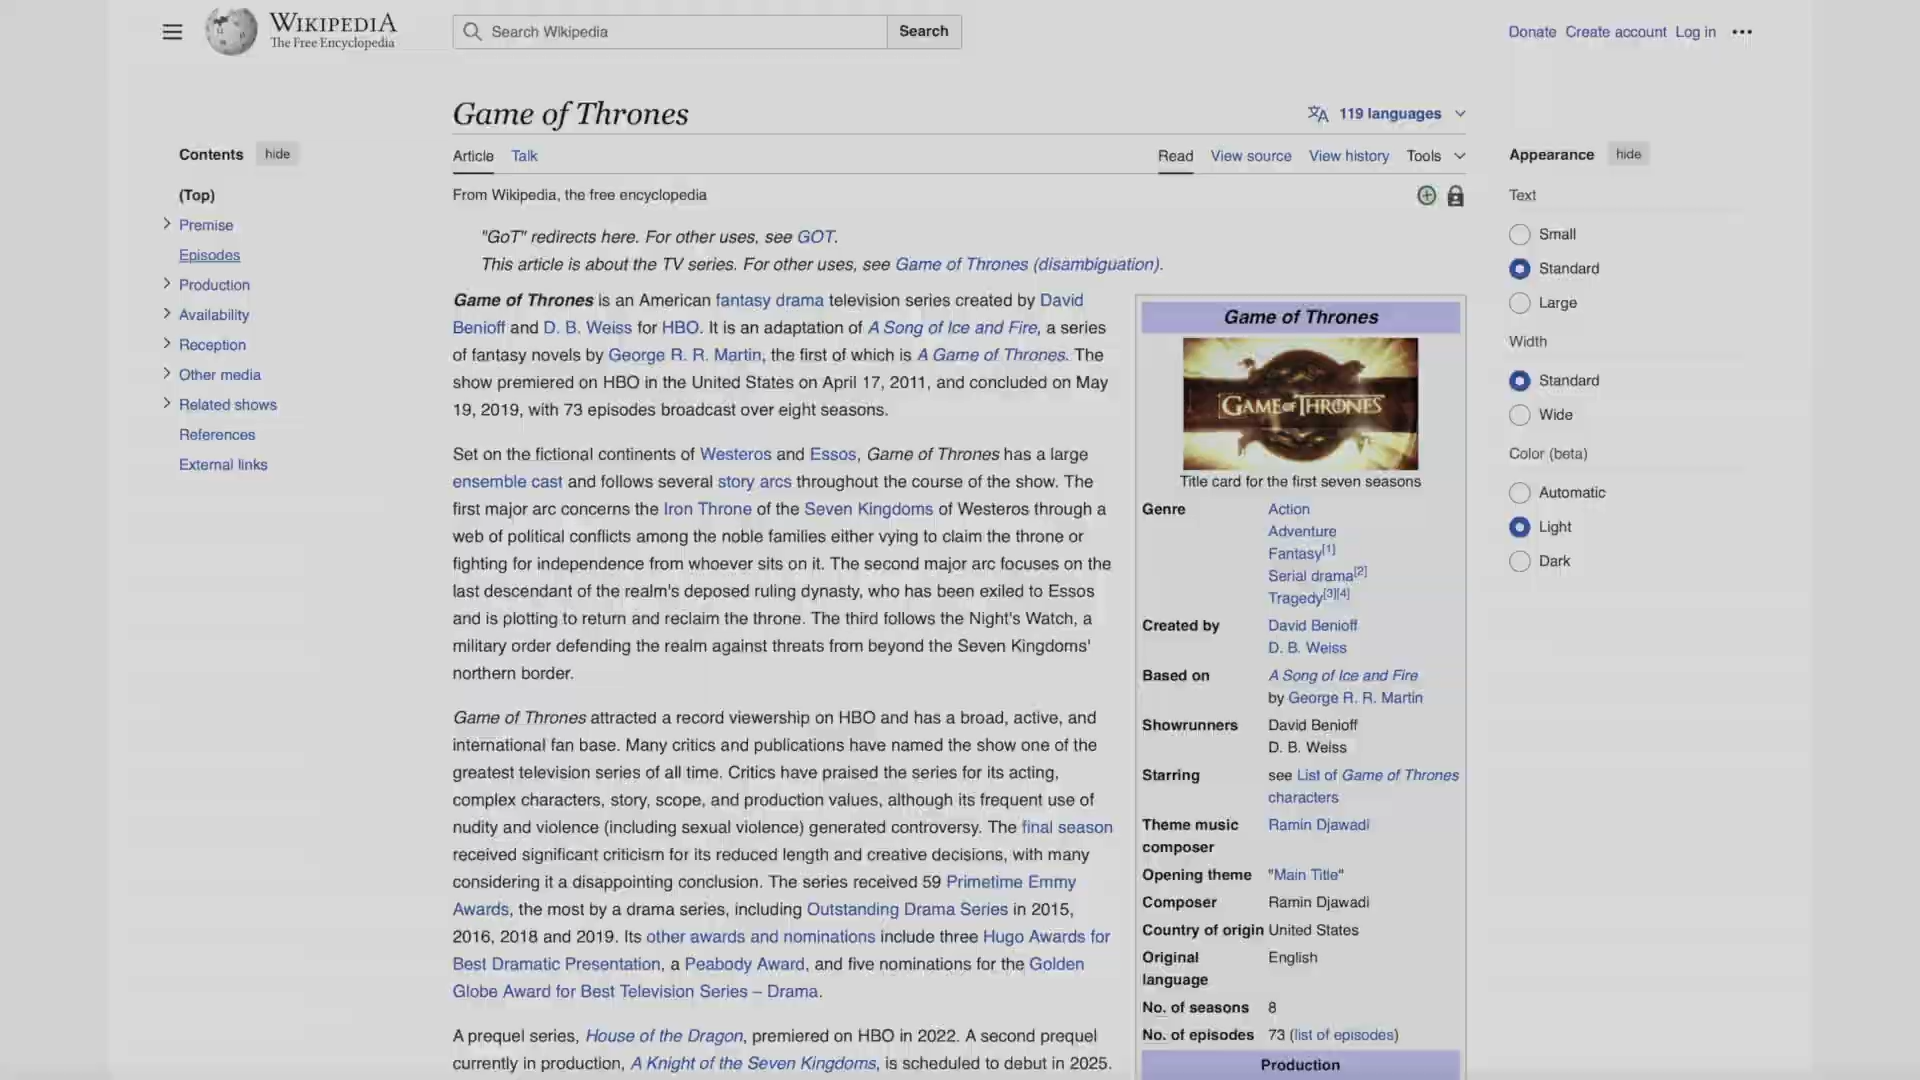 WIKIPEDIA
The Free Encyclopedia
Search Wikipedia
Search
Donate Create account Log in
Game of Thrones
119 languages
Article Talk
Read View source View history Tools
From Wikipedia, the free encyclopedia
Contents hide
(Top)
Premise
Episodes
Production
Availability
Reception
Other media
Related shows
References
External links
"GoT" redirects here. For other uses, see GOT.
This article is about the TV series. For other uses, see Game of Thrones (disambiguation).
Game of Thrones is an American fantasy drama television series created by David
Benioff and D. B. Weiss for HBO. It is an adaptation of A Song of Ice and Fire, a series
of fantasy novels by George R. R. Martin, the first of which is A Game of Thrones. The
show premiered on HBO in the United States on April 17, 2011, and concluded on May
19, 2019, with 73 episodes broadcast over eight seasons.
Set on the fictional continents of Westeros and Essos, Game of Thrones has a large
ensemble cast and follows several story arcs throughout the course of the show. The
first major arc concerns the Iron Throne of the Seven Kingdoms of Westeros through a
web of political conflicts among the noble families either vying to claim the throne or
fighting for independence from whoever sits on it. The second major arc focuses on the
last descendant of the realm's deposed ruling dynasty, who has been exiled to Essos
and is plotting to return and reclaim the throne. The third follows the Night's Watch, a
military order defending the realm against threats from beyond the Seven Kingdoms'
northern border.
Game of Thrones attracted a record viewership on HBO and has a broad, active, and
international fan base. Many critics and publications have named the show one of the
greatest television series of all time. Critics have praised the series for its acting,
complex characters, story, scope, and production values, although its frequent use of
nudity and violence (including sexual violence) generated controversy. The final season
received significant criticism for its reduced length and creative decisions, with many
considering it a disappointing conclusion. The series received 59 Primetime Emmy
Awards, the most by a drama series, including Outstanding Drama Series in 2015,
2016, 2018 and 2019. Its other awards and nominations include three Hugo Awards for
Best Dramatic Presentation, a Peabody Award, and five nominations for the Golden
Globe Award for Best Television Series – Drama.
A prequel series, House of the Dragon, premiered on HBO in 2022. A second prequel
currently in production, A Knight of the Seven Kingdoms, is scheduled to debut in 2025.
Game of Thrones
GAME OF THRONES
Title card for the first seven seasons
Genre Action
Adventure
Fantasy[1]
Serial drama[2]
Tragedy[3][4]
Created by David Benioff
D. B. Weiss
Based on A Song of Ice and Fire
by George R. R. Martin
Showrunners David Benioff
D. B. Weiss
Starring see List of Game of Thrones
characters
Theme music Ramin Djawadi
composer
Opening theme "Main Title"
Composer Ramin Djawadi
Country of origin United States
Original English
language
No. of seasons 8
No. of episodes 73 (list of episodes)
Production
Appearance hide
Text
Small
Standard
Large
Width
Standard
Wide
Color (beta)
Automatic
Light
Dark